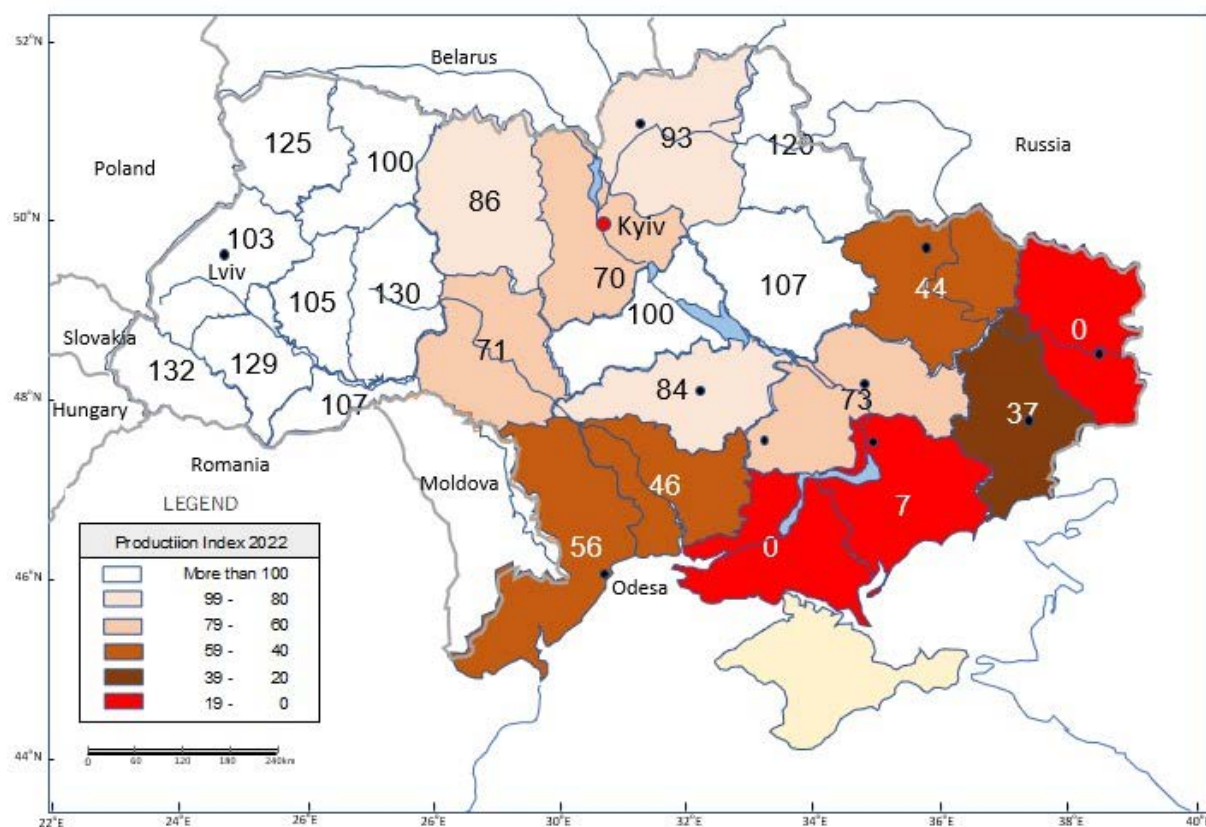 52°N
Belarus
125
100
93
120
Russia
Poland
86
50°N
Kyiv
103
Lviv
105
130
70
107
44
100
0
Slovakia
132
129
71
84
73
37
48°N
Hungary
107
Romania
Moldova
46
7
56
0
46°N
Odesa
LEGEND
Productiion Index 2022
More than 100
99 - 80
79 - 60
59 - 40
39 - 20
19 - 0
0 60 120 180 240km
44°N
22°E 24°E 26°E 28°E 30°E 32°E 34°E 36°E 38°E 40°E